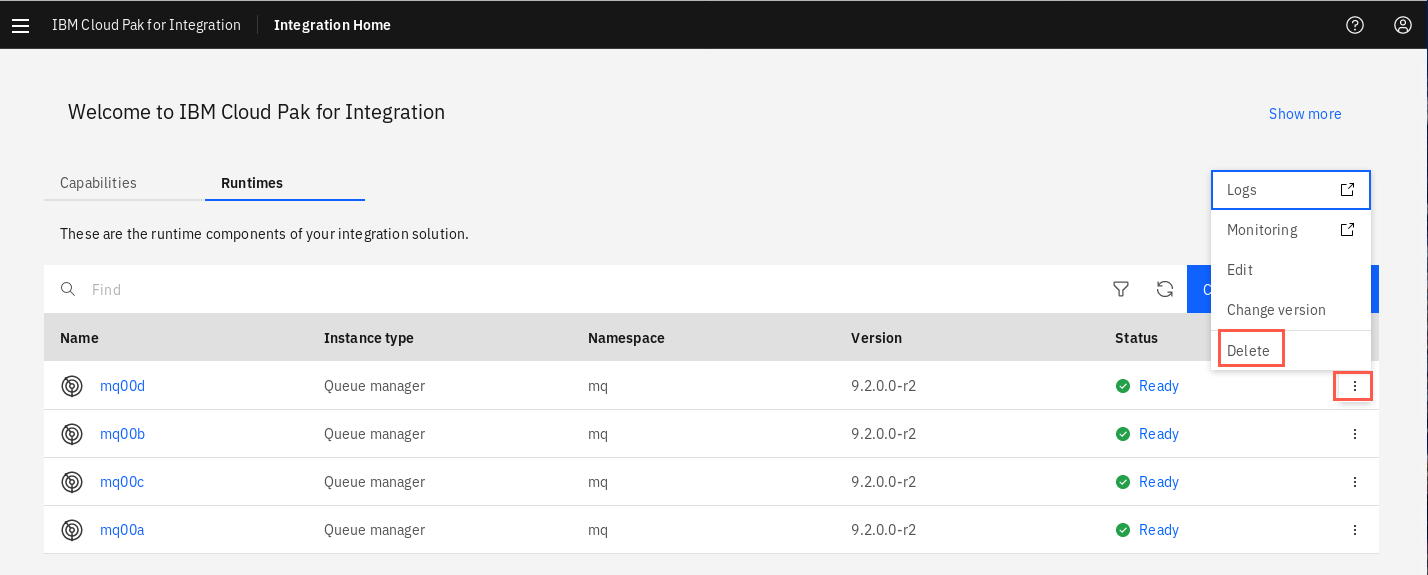 IBM Cloud Pak for Integration Integration Home
Welcome to IBM Cloud Pak for Integration
Show more
Capabilities Runtimes
Logs
Monitoring
Edit
Change version
Delete
These are the runtime components of your integration solution.
Find
Name Instance type Namespace Version Status
mq00d Queue manager mq 9.2.0.0-r2 Ready
mq00b Queue manager mq 9.2.0.0-r2 Ready
mq00c Queue manager mq 9.2.0.0-r2 Ready
mq00a Queue manager mq 9.2.0.0-r2 Ready